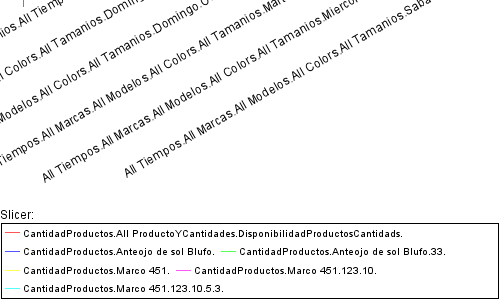 ios.All Tiemp
Colors.All Tamanios.Doming
Modelos.All Colors.All Tamanios.Domingo.
Tiempos.All Marcas.All Modelos.All Colors.All Tamanios.Mar
All Tiempos.All Marcas.All Modelos.All Colors.All Tamanios.Mierco
All Tiempos.All Marcas.All Modelos.All Colors.All Tamanios.Saba
Slicer:
CantidadProductos.All ProductoYCantidades.DisponibilidadProductosCantidads.
CantidadProductos.Anteojo de sol Blufo. CantidadProductos.Anteojo de sol Blufo.33.
CantidadProductos.Marco 451. CantidadProductos.Marco 451.123.10.
CantidadProductos.Marco 451.123.10.5.3.